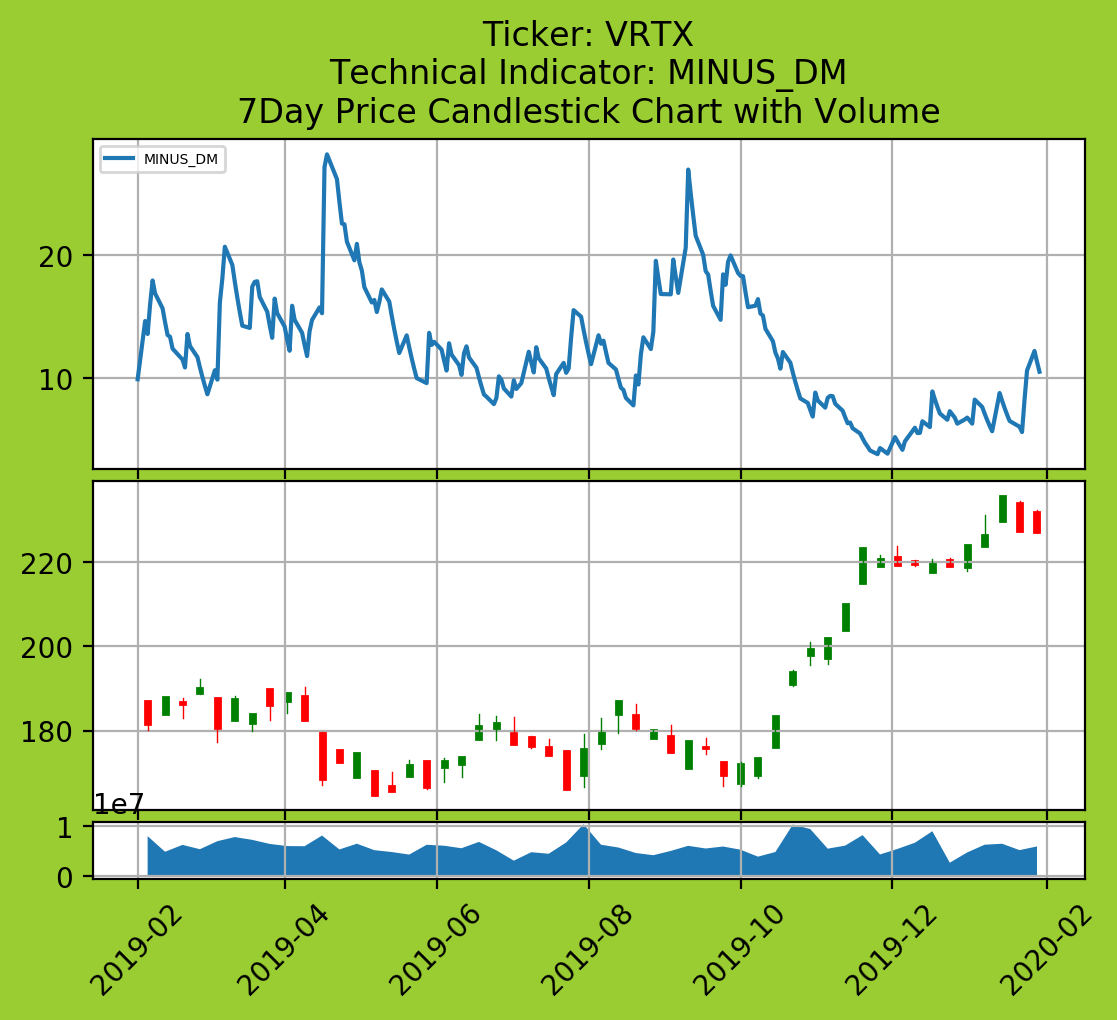 Ticker: VRTX
Technical Indicator: MINUS_DM
7Day Price Candlestick Chart with Volume
MINUS_DM
20
10
220
200
180
1e7
1
0
2019-02
2019-04
2019-06
2019-08
2019-10
2019-12
2020-02